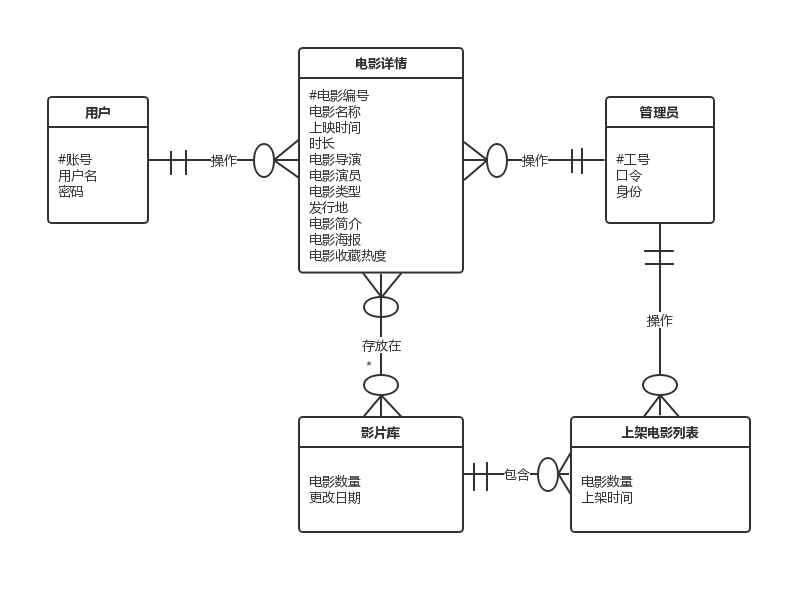 电影详情
#电影编号
电影名称
上映时间
时长
电影导演
电影演员
电影类型
发行地
电影简介
电影海报
电影收藏热度
用户
#账号
用户名
密码
操作
操作
管理员
#工号
口令
身份
存放在
*
操作
影片库
电影数量
更改日期
包含
上架电影列表
电影数量
上架时间